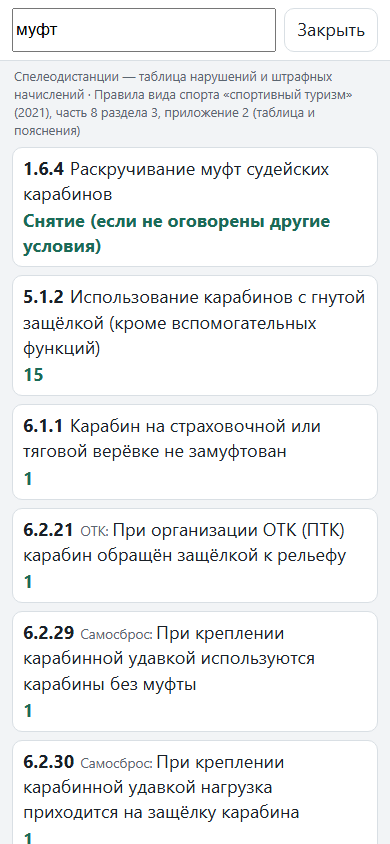 муфт
Закрыть
Спелеодистанции — таблица нарушений и штрафных
начислений · Правила вида спорта «спортивный туризм»
(2021), часть 8 раздела 3, приложение 2 (таблица и
пояснения)
1.6.4 Раскручивание муфт судейских
карабинов
Снятие (если не оговорены другие
условия)
5.1.2 Использование карабинов с гнутой
защёлкой (кроме вспомогательных
функций)
15
6.1.1 Карабин на страховочной или
тяговой верёвке не замуфтован
1
6.2.21 ОТК: При организации ОТК (ПТК)
карабин обращён защёлкой к рельефу
1
6.2.29 Самосброс: При креплении
карабинной удавкой используются
карабины без муфты
1
6.2.30 Самосброс: При креплении
карабинной удавкой нагрузка
приходится на защёлку карабина
1